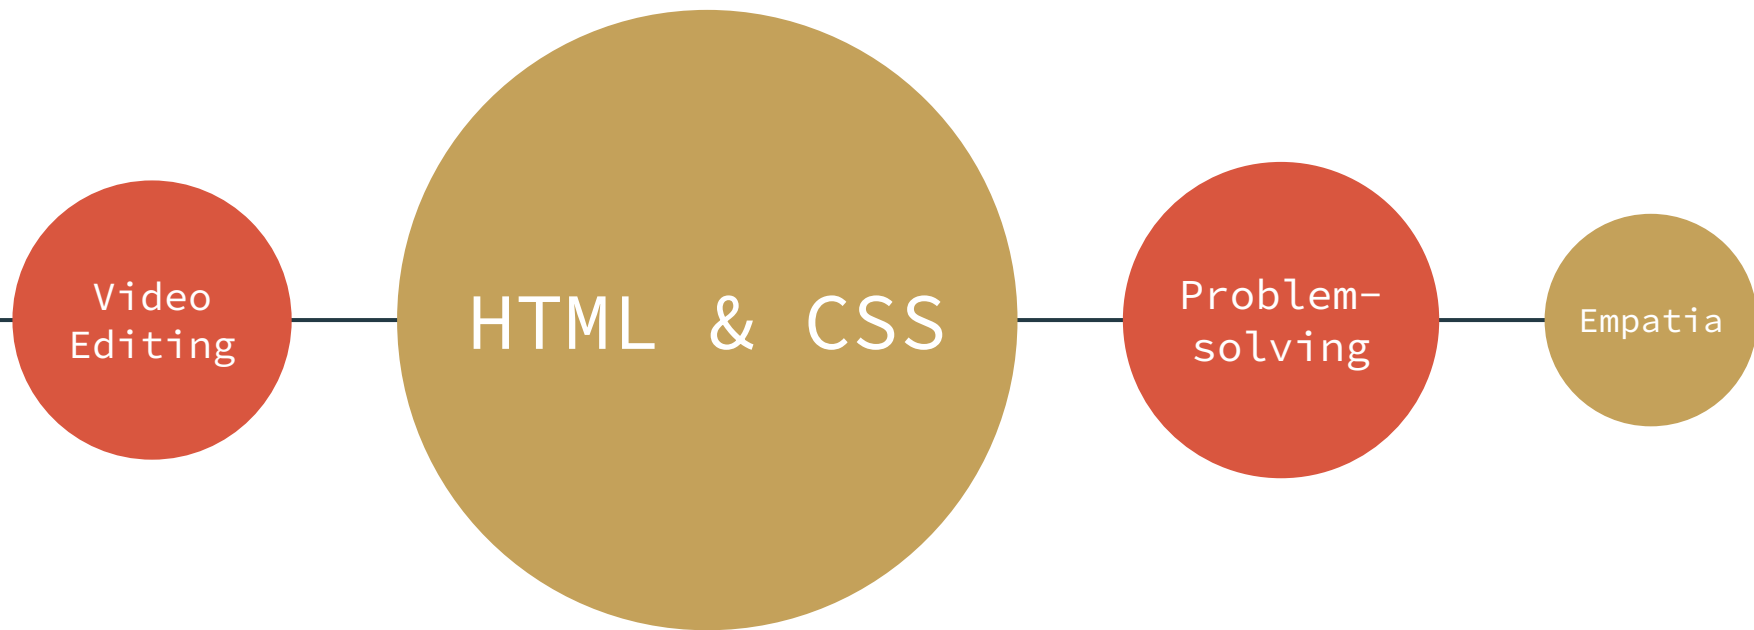 Video
Editing
HTML & CSS
Problem-
solving
Empatia